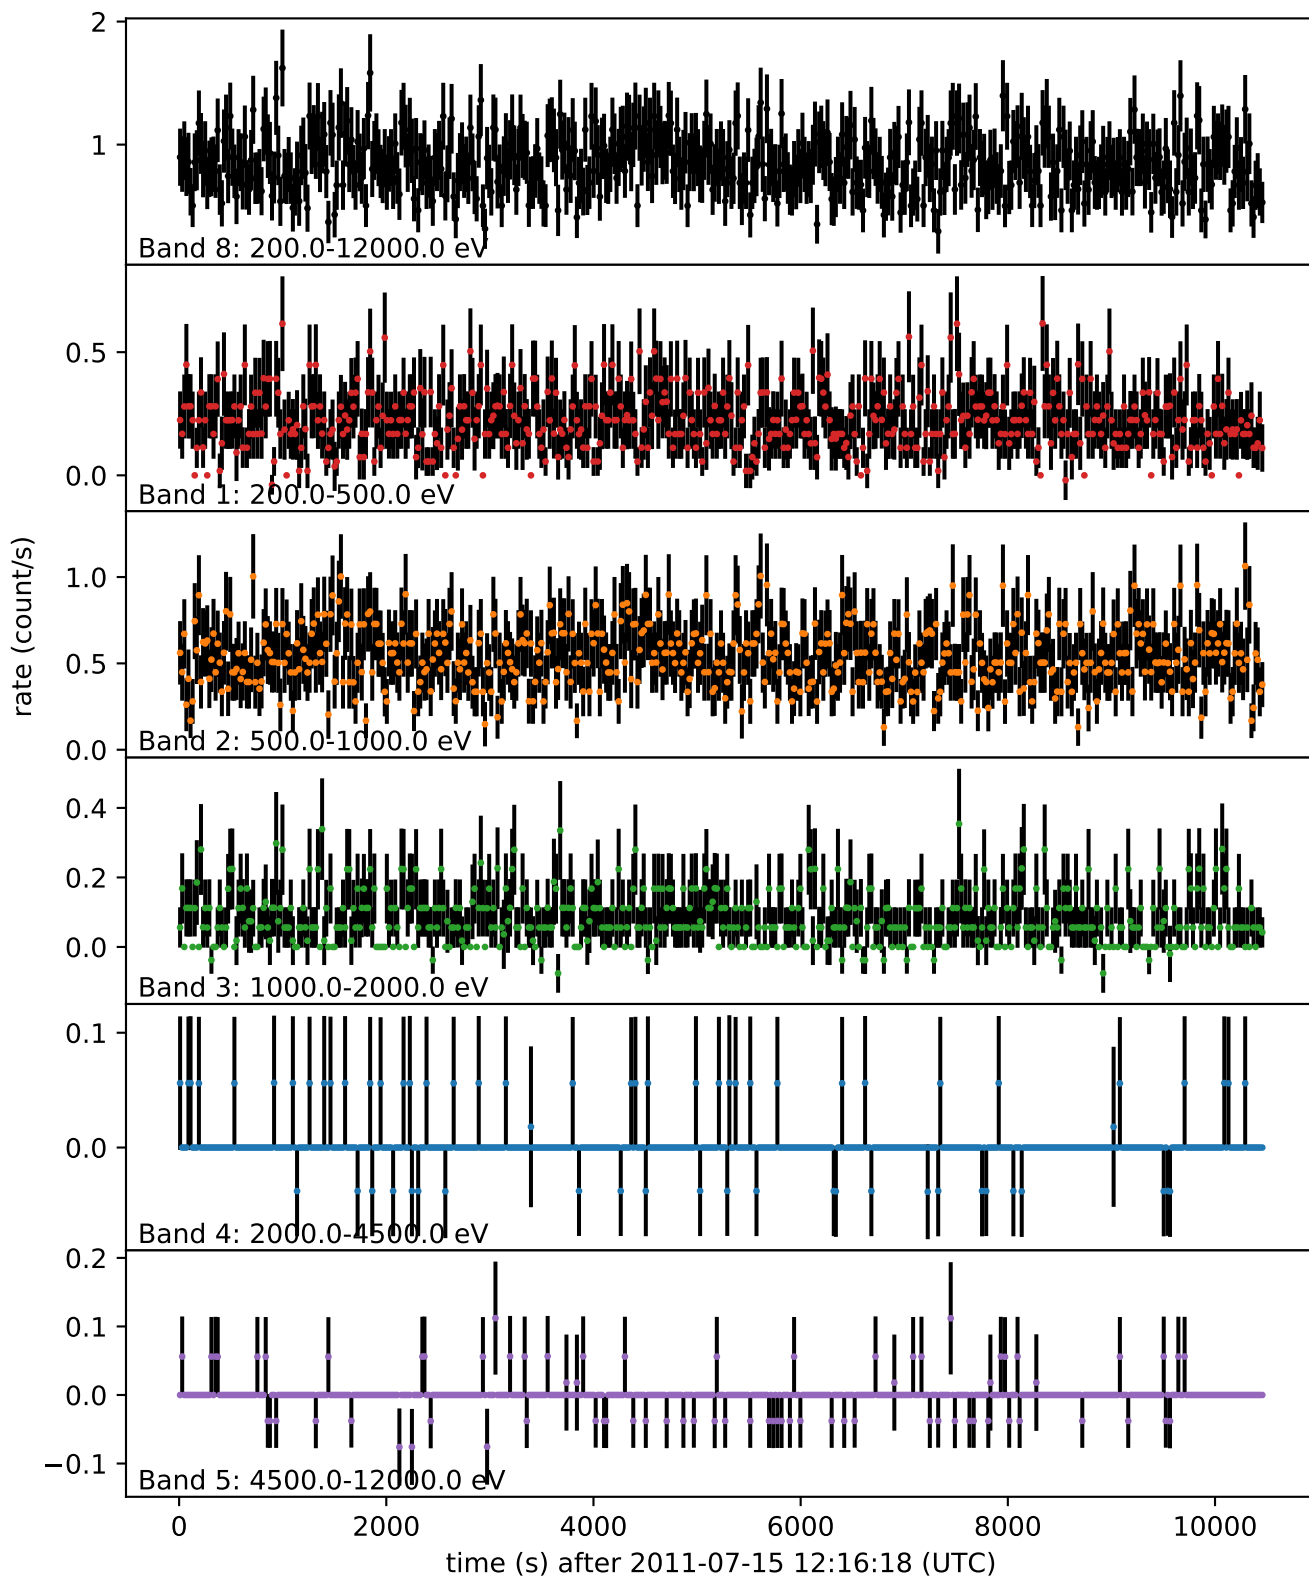 2
1
Band 8: 200.0-12000.0 eV
0.5
0.0
Band 1: 200.0-500.0 eV
1.0
0.5
0.0
Band 2: 500.0-1000.0 eV
rate (count/s)
0.4
0.2
0.0
Band 3: 1000.0-2000.0 eV
0.1
0.0
Band 4: 2000.0-4500.0 eV
0.2
0.1
0.0
−0.1
Band 5: 4500.0-12000.0 eV
0 2000 4000 6000 8000 10000
time (s) after 2011-07-15 12:16:18 (UTC)